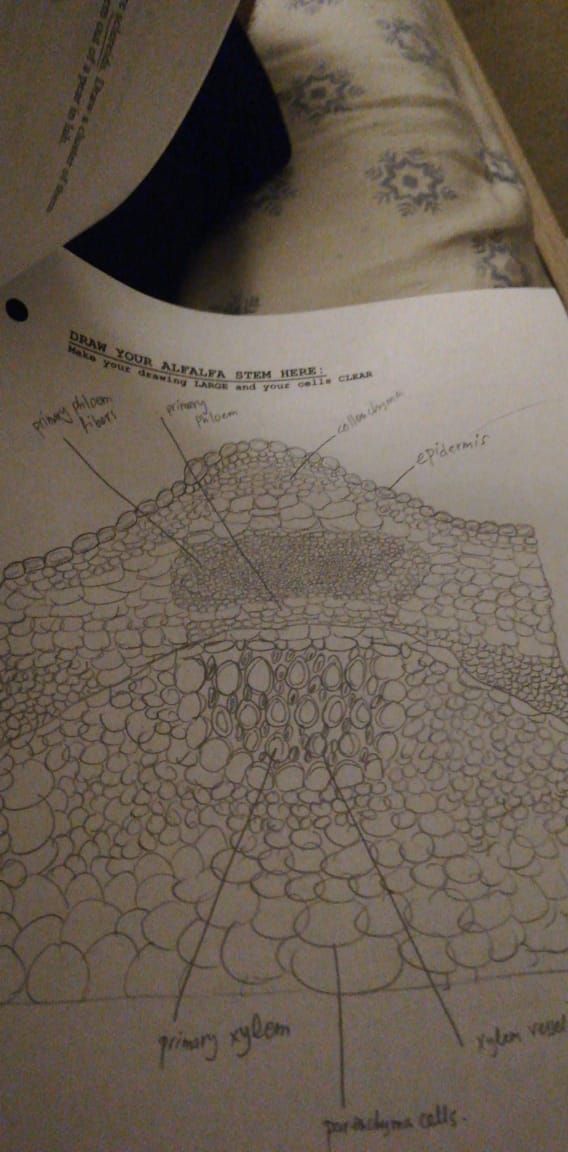 DRAW YOUR ALFALFA STEM HERE:
Make your drawing LARGE and your cells CLEAR
primary phloem
fibers
primary
phloem
collenchyma
epidermis
primary xylem
xylem vessel
parenchyma cells.